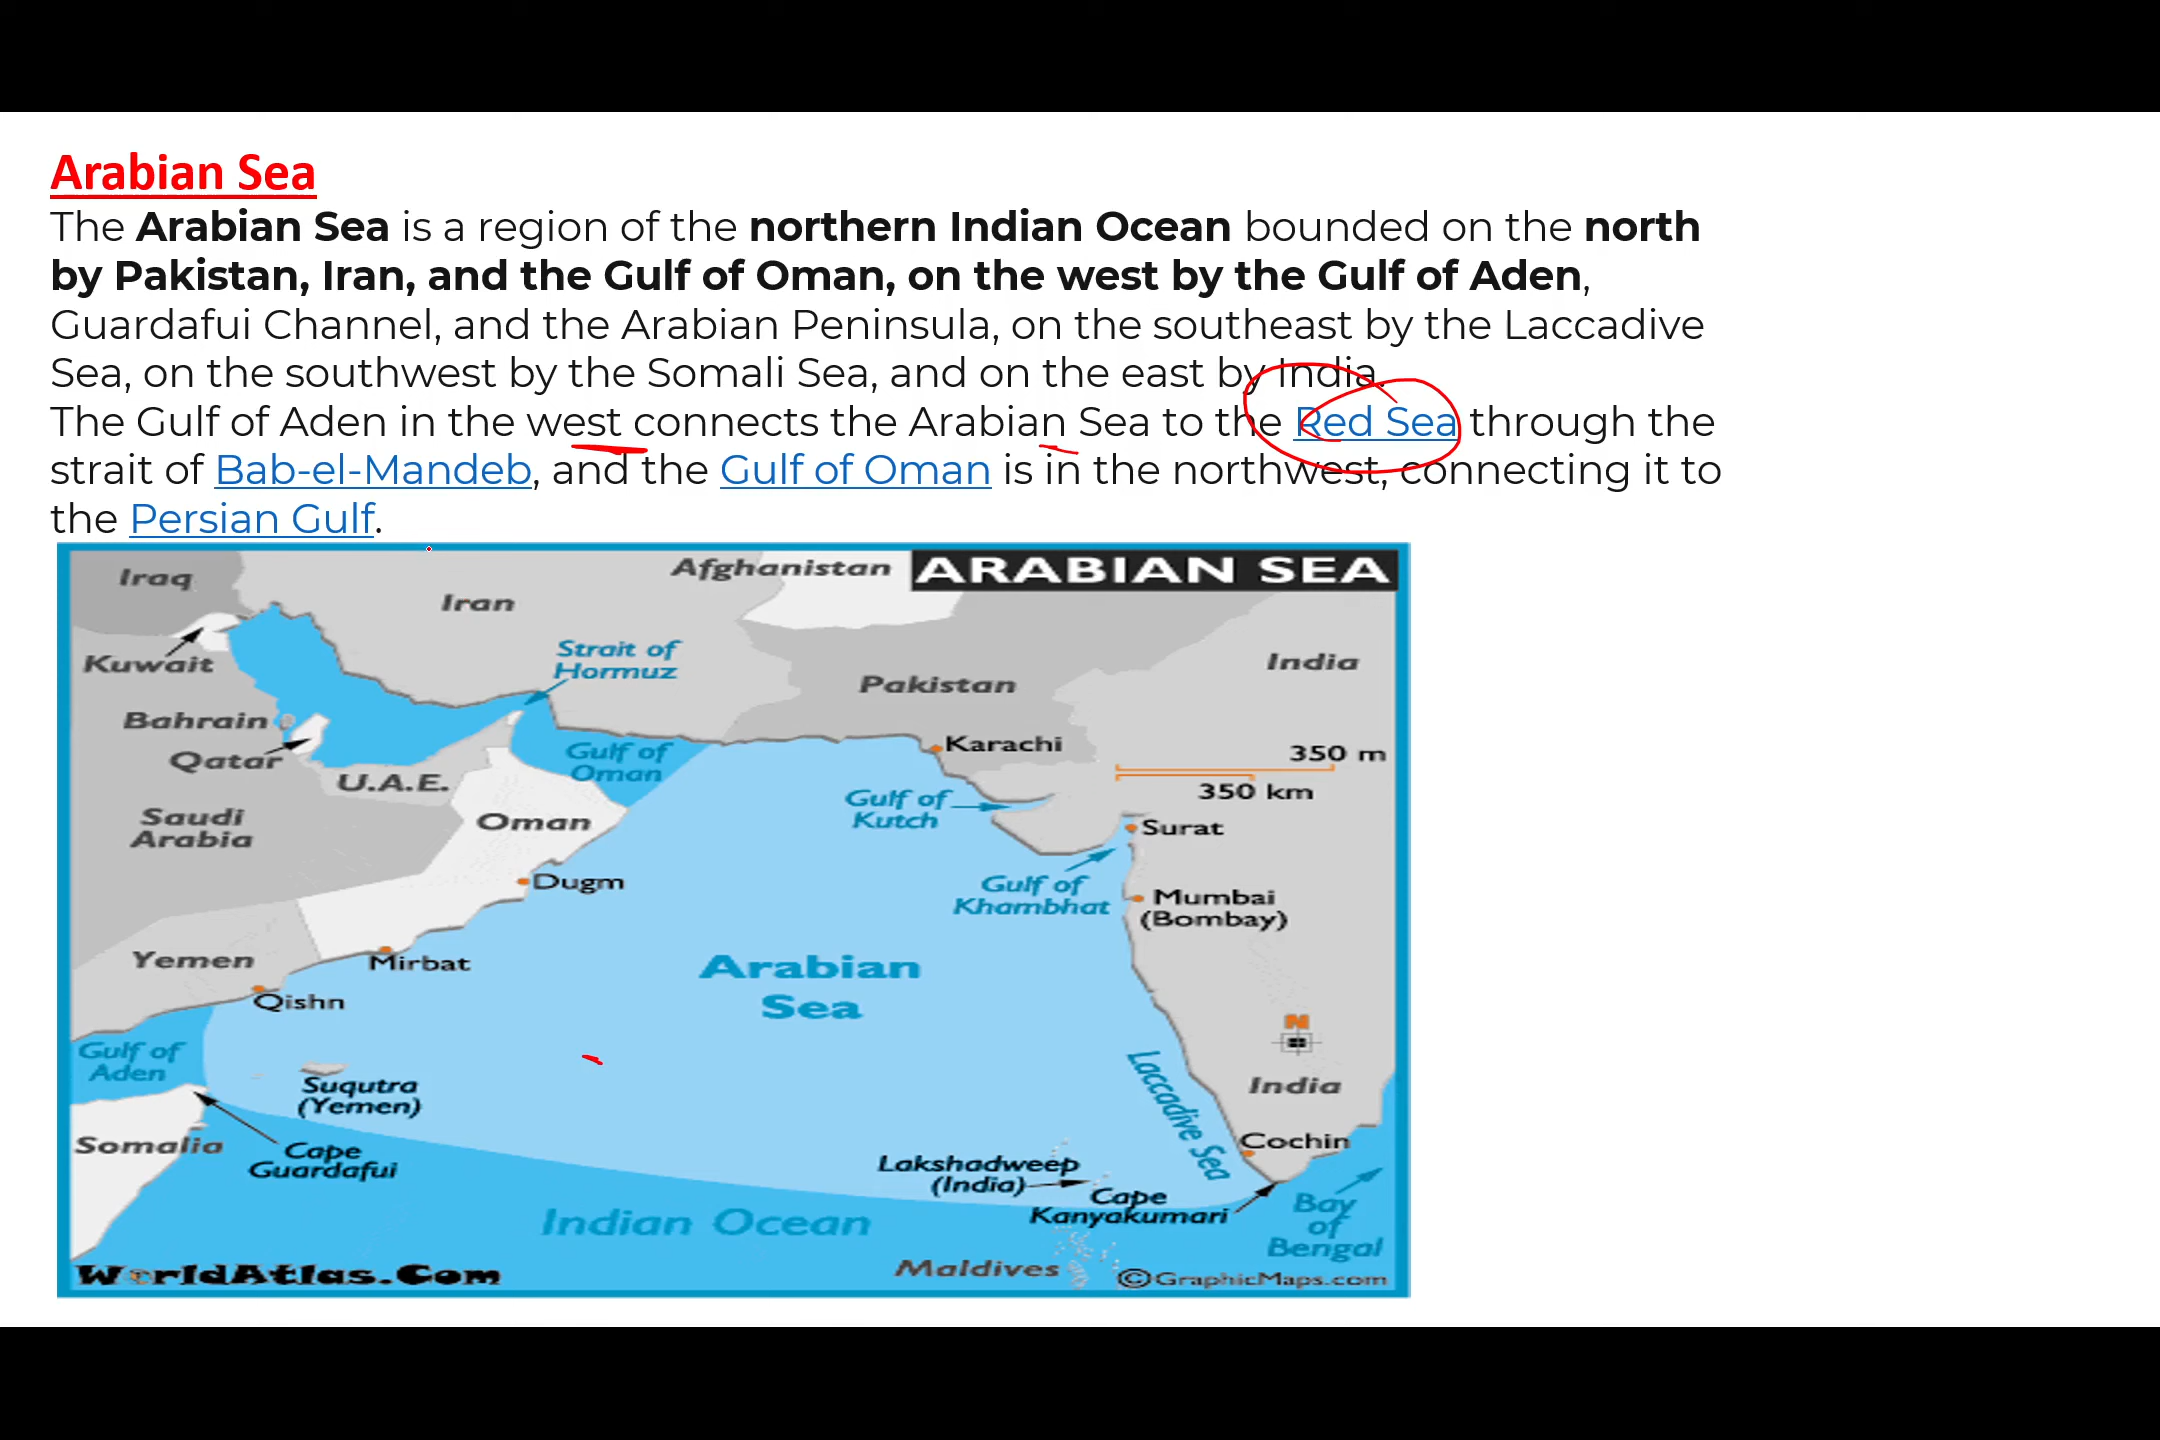 Arabian Sea
The Arabian Sea is a region of the northern Indian Ocean bounded on the north
by Pakistan, Iran, and the Gulf of Oman, on the west by the Gulf of Aden,
Guardafui Channel, and the Arabian Peninsula, on the southeast by the Laccadive
Sea, on the southwest by the Somali Sea, and on the east by India.
The Gulf of Aden in the west connects the Arabian Sea to the Red Sea through the
strait of Bab-el-Mandeb, and the Gulf of Oman is in the northwest, connecting it to
the Persian Gulf.
ARABIAN SEA
Afghanistan
Iraq
Iran
Strait of
Hormuz
Kuwait
India
Pakistan
Bahrain
Qatar
Gulf of
Oman
Karachi
350 m
350 km
U.A.E.
Saudi
Arabia
Oman
Gulf of
Kutch
Surat
Dugm
Gulf of
Khambhat
Mumbai
(Bombay)
Yemen
Mirbat
Arabian
Sea
Qishn
N
Gulf of
Aden
Suqutra
(Yemen)
Laccadive Sea
India
Somalia
Cape
Guardafui
Cochin
Lakshadweep
(India)
Cape
Kanyakumari
Indian Ocean
Bay
of
Bengal
Maldives
WorldAtlas.Com
©GraphicMaps.com